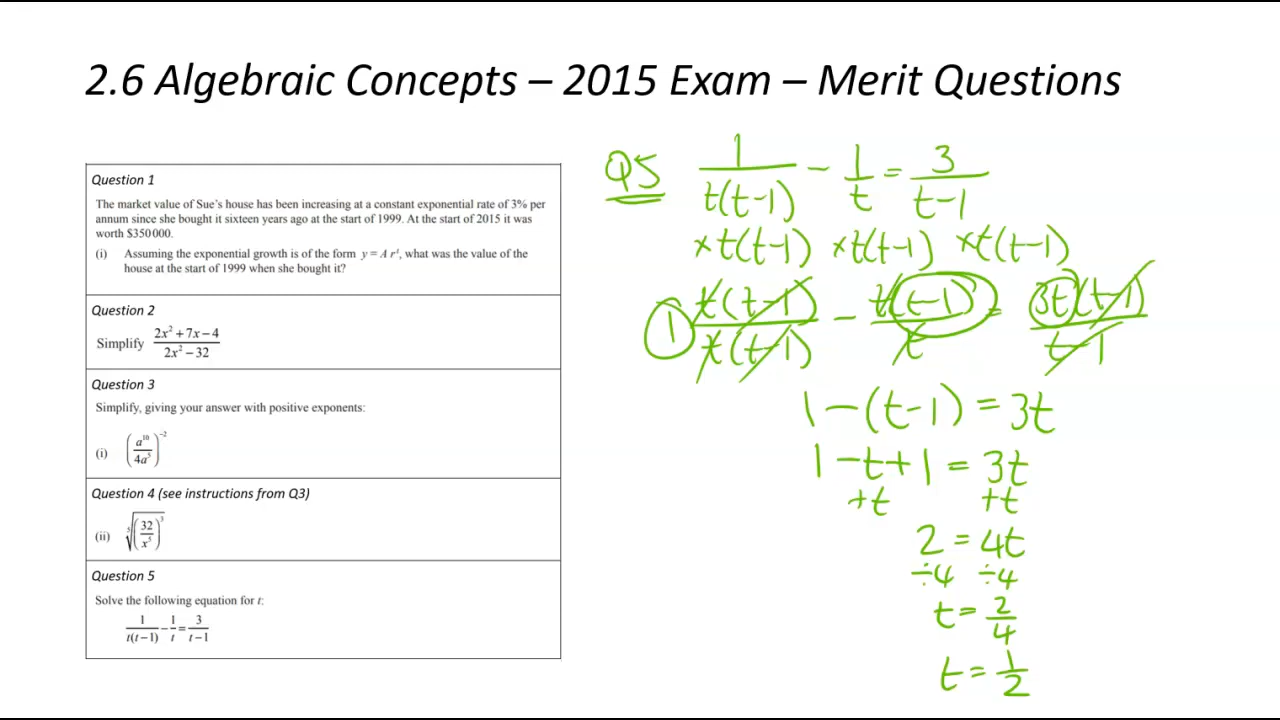 2.6 Algebraic Concepts – 2015 Exam – Merit Questions
Question 1
The market value of Sue's house has been increasing at a constant exponential rate of 3% per
annum since she bought it sixteen years ago at the start of 1999. At the start of 2015 it was
worth $350 000.
(i) Assuming the exponential growth is of the form y = A rᵗ, what was the value of the
house at the start of 1999 when she bought it?
Question 2
Simplify (2x² + 7x − 4)/(2x² − 32)
Question 3
Simplify, giving your answer with positive exponents:
(i) (a¹⁰/4a⁵)⁻²
Question 4 (see instructions from Q3)
(ii) ⁵√(32/x⁵)³
Question 5
Solve the following equation for t:
1/t(t−1) − 1/t = 3/t−1
Q5 1/t(t-1) - 1/t = 3/t-1
×t(t-1) ×t(t-1) ×t(t-1)
1 t(t-1)/t(t-1) - t(t-1)/t = 3t(t-1)/t-1
1-(t-1) = 3t
1-t+1 = 3t
+t +t
2 = 4t
÷4 ÷4
t = 2/4
t = 1/2